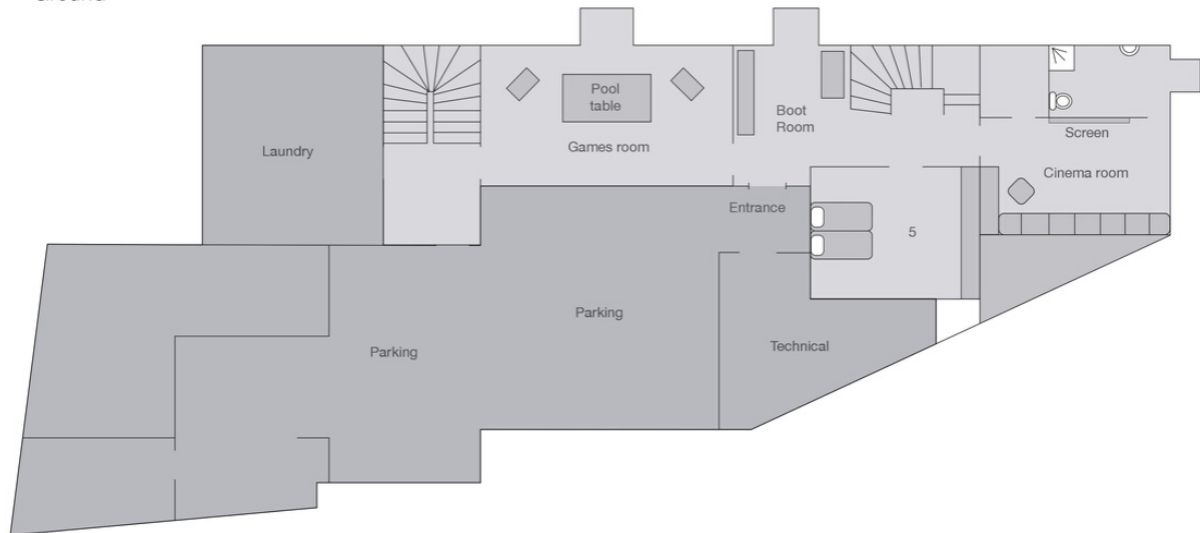 Ground
Pool
table
Games room
Laundry
Boot
Room
Screen
Cinema room
Entrance
5
Parking
Parking
Technical